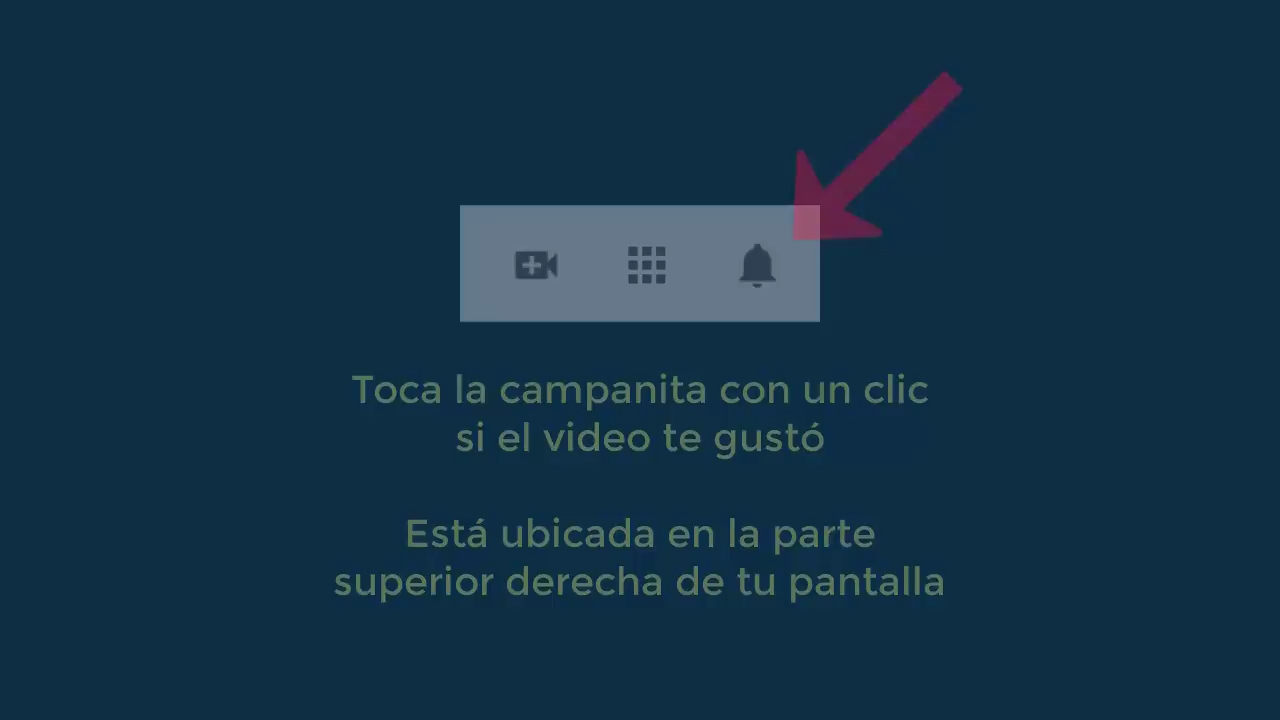 Toca la campanita con un clic
si el video te gustó
Está ubicada en la parte
superior derecha de tu pantalla